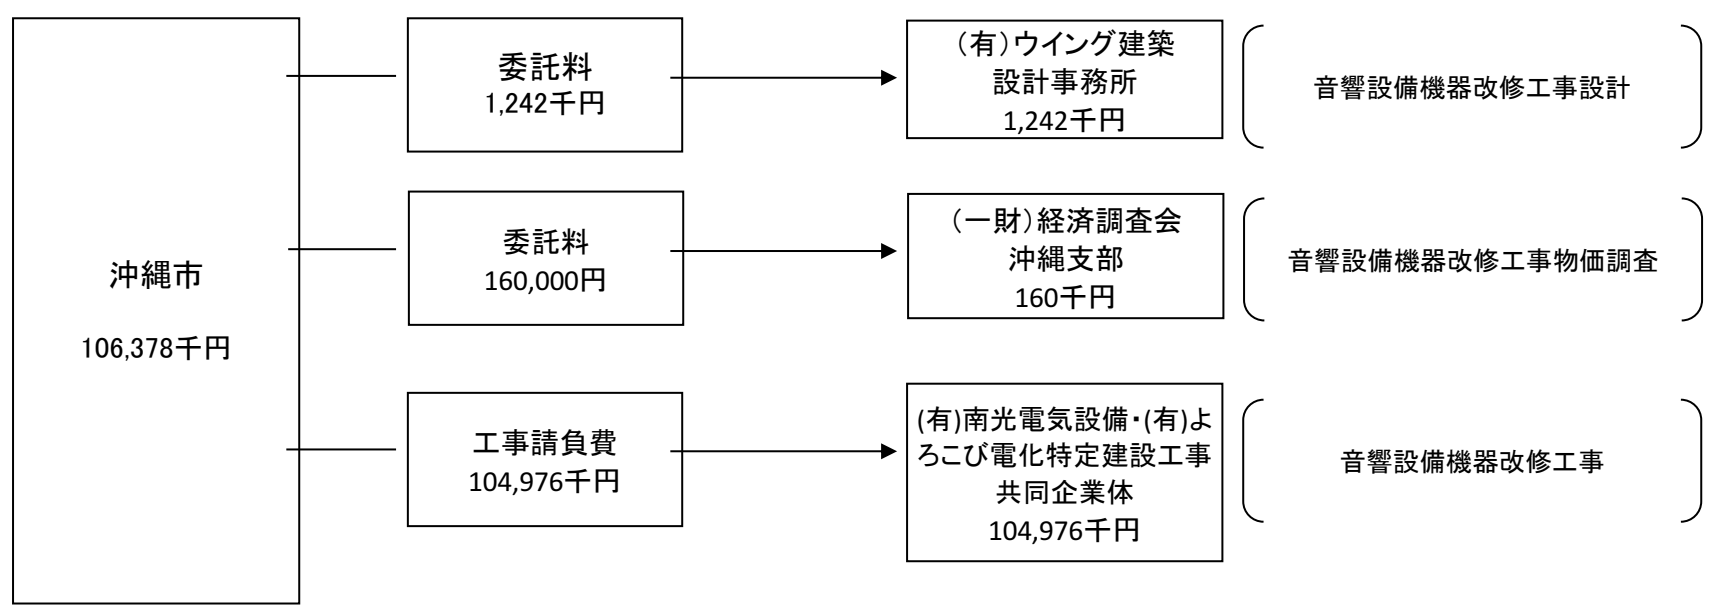 沖縄市
106,378千円
委託料
1,242千円
（有）ウイング建築
設計事務所
1,242千円
音響設備機器改修工事設計
委託料
160,000円
（一財）経済調査会
沖縄支部
160千円
音響設備機器改修工事物価調査
工事請負費
104,976千円
(有)南光電気設備・(有)よ
ろこび電化特定建設工事
共同企業体
104,976千円
音響設備機器改修工事